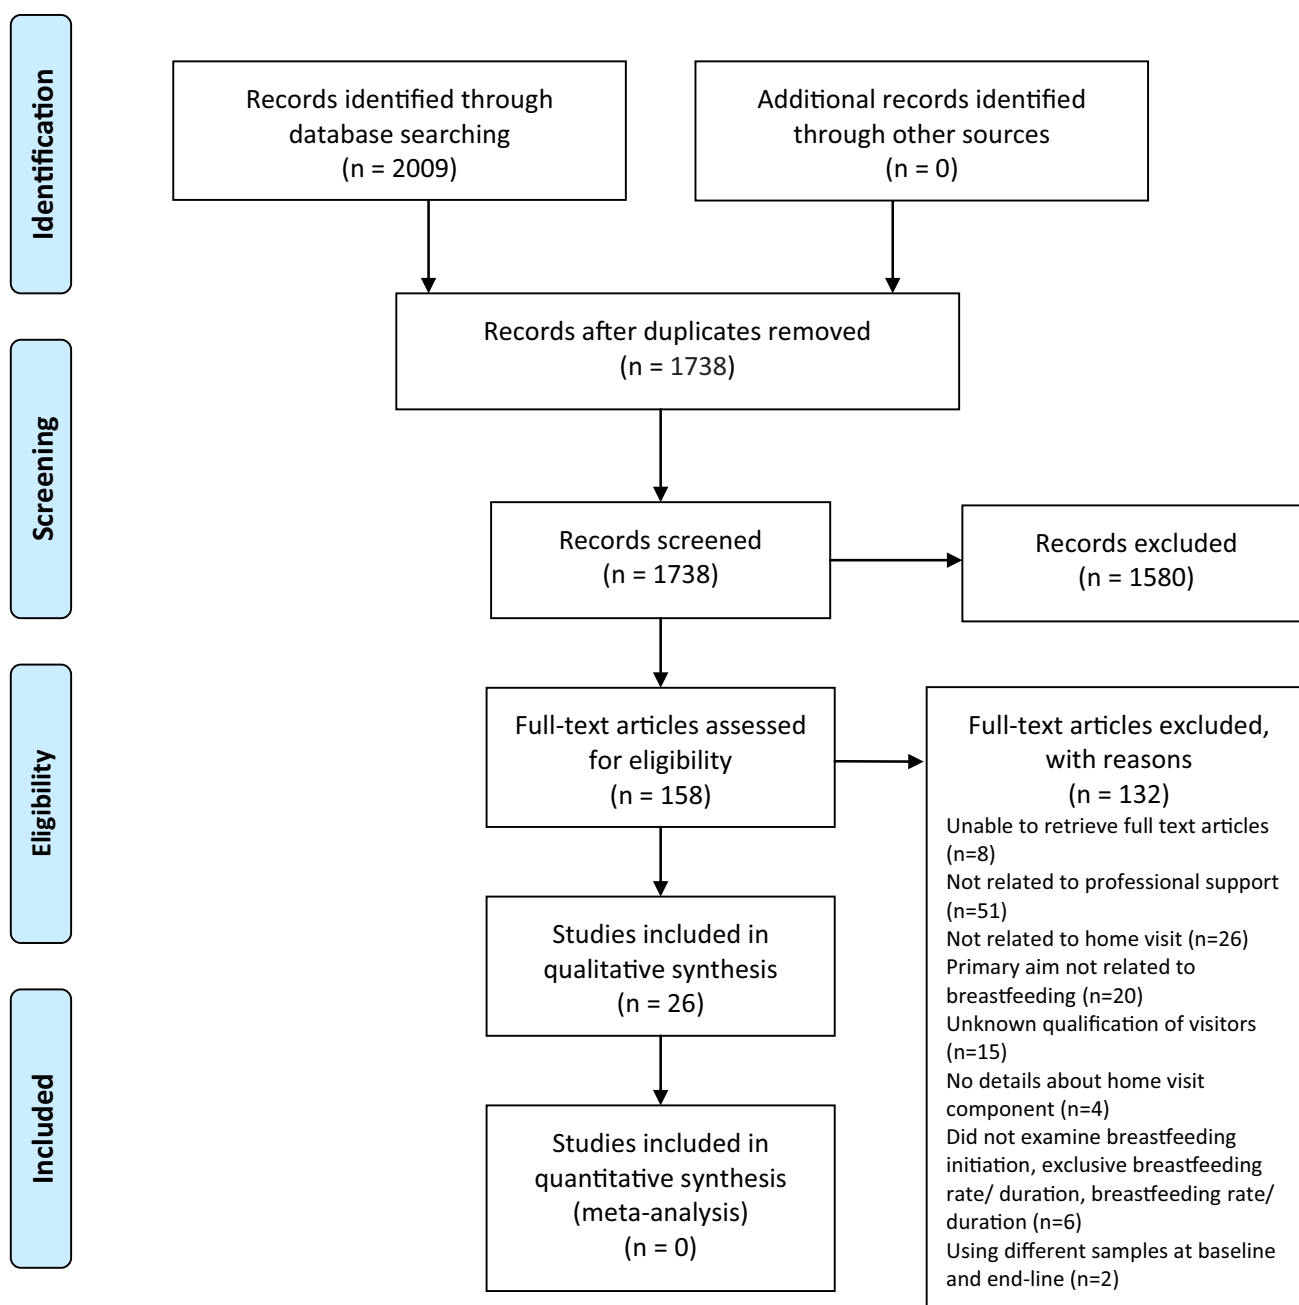 Identification
Records identified through
database searching
(n = 2009)
Additional records identified
through other sources
(n = 0)
Records after duplicates removed
(n = 1738)
Screening
Records screened
(n = 1738)
Records excluded
(n = 1580)
Eligibility
Full-text articles assessed
for eligibility
(n = 158)
Full-text articles excluded,
with reasons
(n = 132)
Unable to retrieve full text articles
(n=8)
Not related to professional support
(n=51)
Not related to home visit (n=26)
Primary aim not related to
breastfeeding (n=20)
Unknown qualification of visitors
(n=15)
No details about home visit
component (n=4)
Did not examine breastfeeding
initiation, exclusive breastfeeding
rate/ duration, breastfeeding rate/
duration (n=6)
Using different samples at baseline
and end-line (n=2)
Studies included in
qualitative synthesis
(n = 26)
Included
Studies included in
quantitative synthesis
(meta-analysis)
(n = 0)